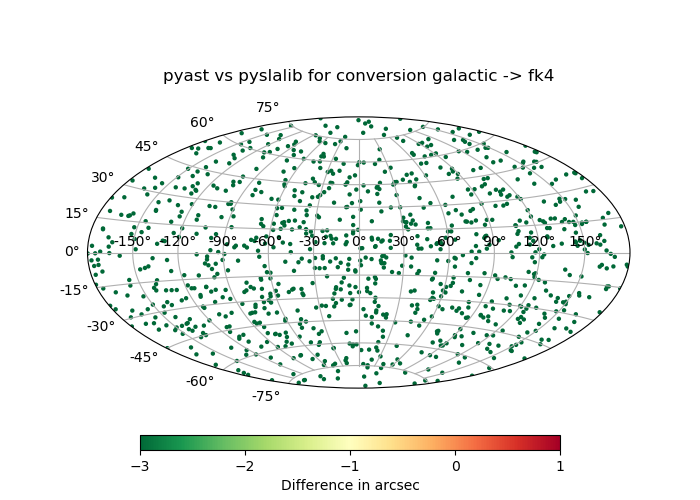 pyast vs pyslalib for conversion galactic -> fk4
75°
60°
45°
30°
15°
0°
-150° -120° -90° -60° -30° 0° 30° 60° 90° 120° 150°
-15°
-30°
-45°
-60°
-75°
−3 −2 −1 0 1
Difference in arcsec